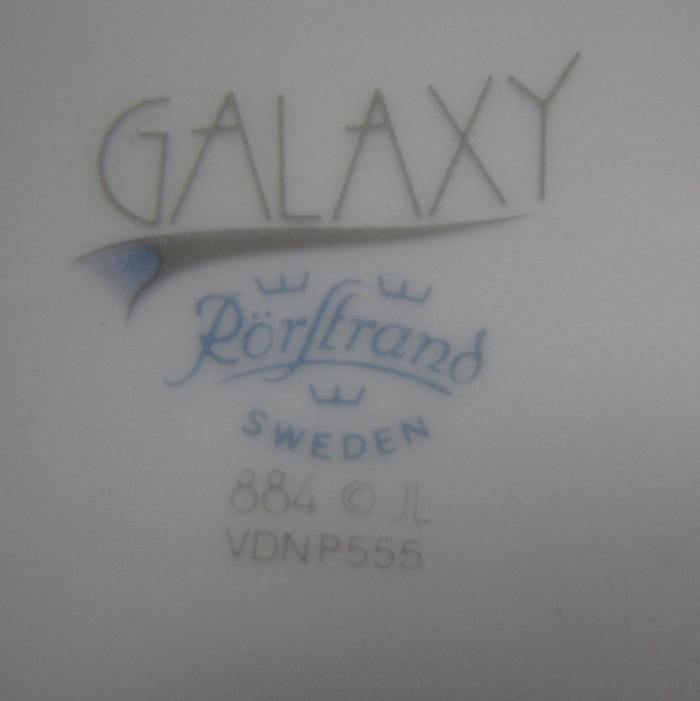 GALAXY
Rörstrand
SWEDEN
884 © JL
VDNP555